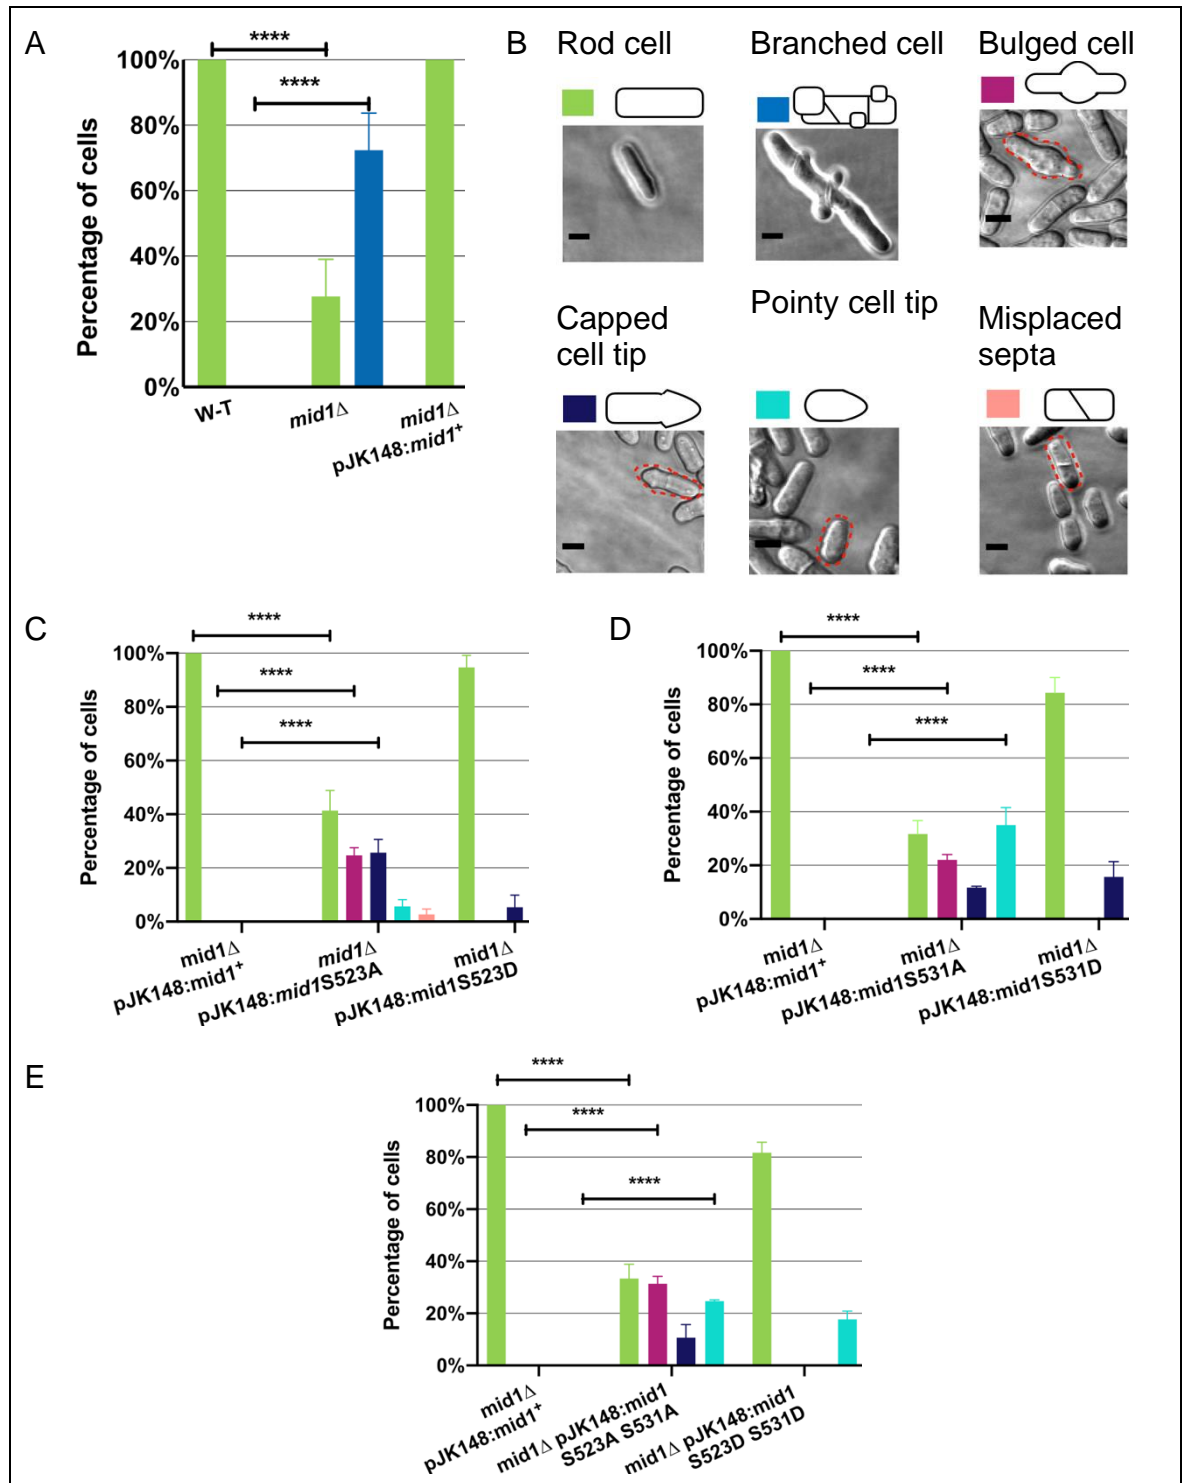 A
****
****
100%
80%
60%
40%
20%
0%
Percentage of cells
W-T
mid1Δ
mid1Δ
pJK148:mid1⁺
B
Rod cell
Branched cell
Bulged cell
Capped
cell tip
Pointy cell tip
Misplaced
septa
C
****
****
****
100%
80%
60%
40%
20%
0%
Percentage of cells
mid1Δ
pJK148:mid1⁺
mid1Δ
pJK148:mid1S523A
mid1Δ
pJK148:mid1S523D
D
****
****
****
100%
80%
60%
40%
20%
0%
Percentage of cells
mid1Δ
pJK148:mid1⁺
mid1Δ
pJK148:mid1S531A
mid1Δ
pJK148:mid1S531D
E
****
****
****
100%
80%
60%
40%
20%
0%
Percentage of cells
mid1Δ
pJK148:mid1⁺
mid1Δ pJK148:mid1
S523A S531A
mid1Δ pJK148:mid1
S523D S531D